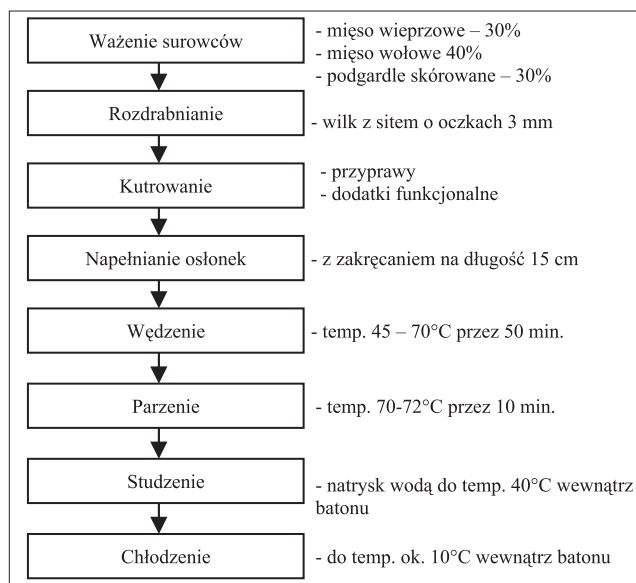 Ważenie surowców
- mięso wieprzowe – 30%
- mięso wołowe 40%
- podgardle skórowane – 30%
Rozdrabnianie
- wilk z sitem o oczkach 3 mm
Kutrowanie
- przyprawy
- dodatki funkcjonalne
Napełnianie osłonek
- z zakręcaniem na długość 15 cm
Wędzenie
- temp. 45 – 70°C przez 50 min.
Parzenie
- temp. 70-72°C przez 10 min.
Studzenie
- natrysk wodą do temp. 40°C wewnątrz
batonu
Chłodzenie
- do temp. ok. 10°C wewnątrz batonu